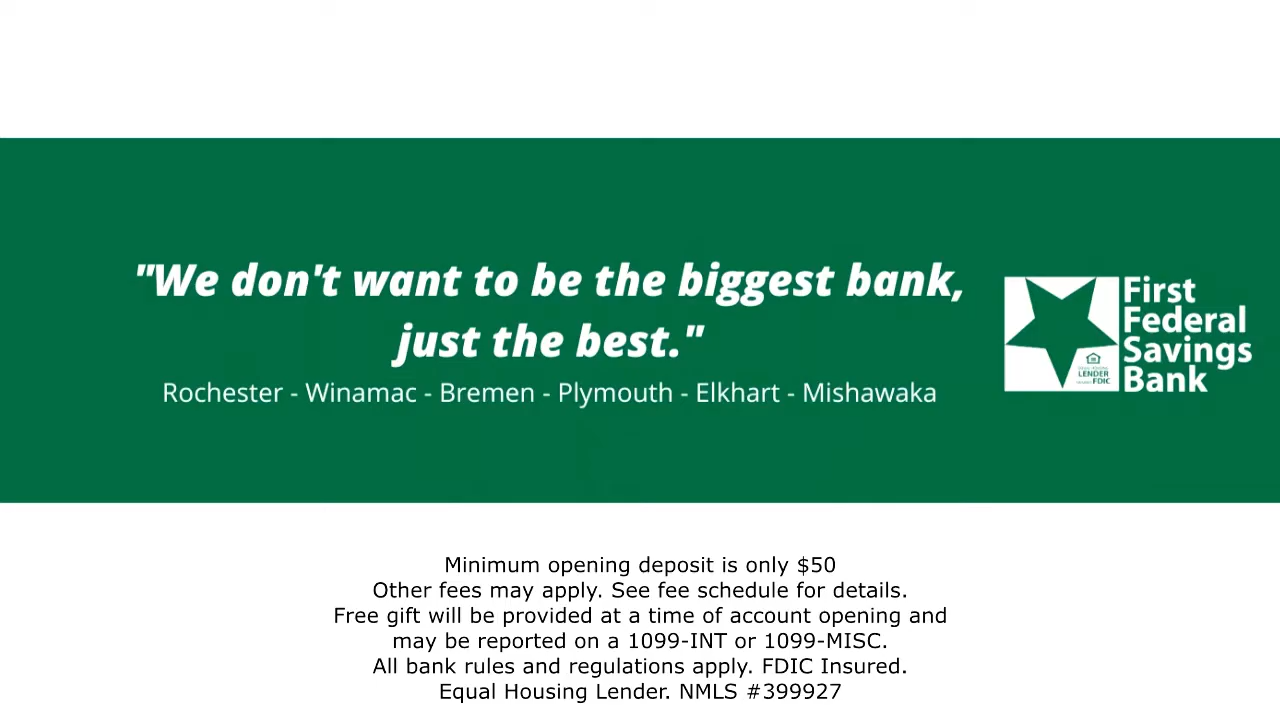 "We don't want to be the biggest bank,
just the best."
Rochester - Winamac - Bremen - Plymouth - Elkhart - Mishawaka
First
Federal
Savings
Bank
LENDER
FDIC
Minimum opening deposit is only $50
Other fees may apply. See fee schedule for details.
Free gift will be provided at a time of account opening and
may be reported on a 1099-INT or 1099-MISC.
All bank rules and regulations apply. FDIC Insured.
Equal Housing Lender. NMLS #399927